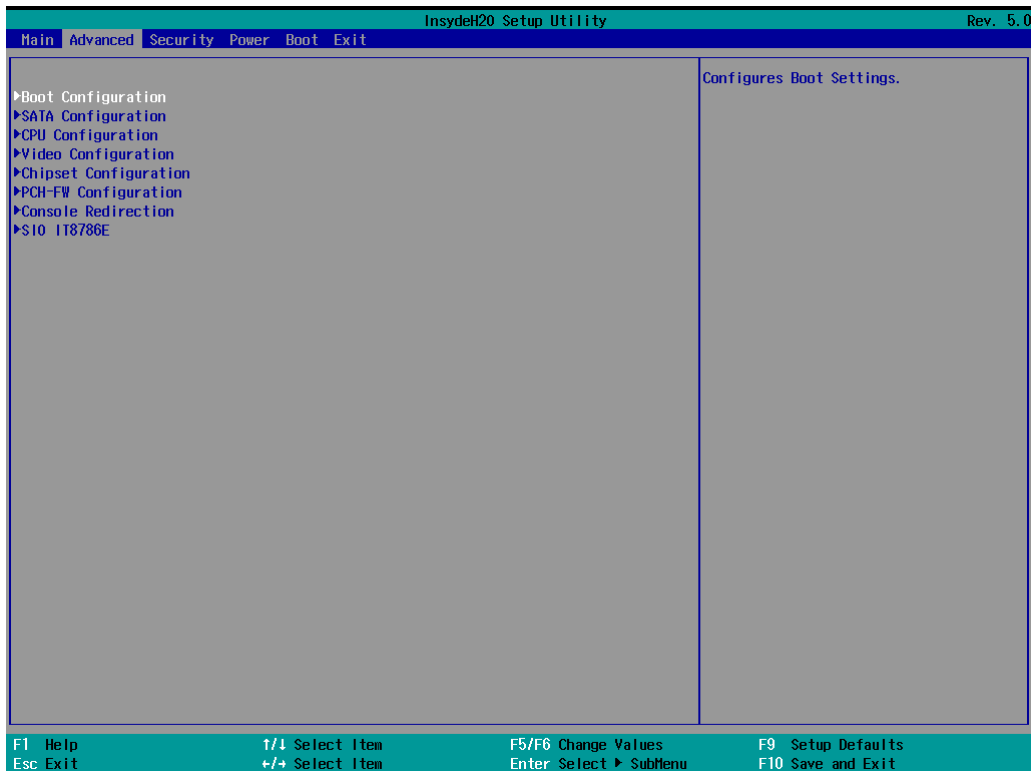 InsydeH20 Setup Utility Rev. 5.0
Main Advanced Security Power Boot Exit
Configures Boot Settings.
▶Boot Configuration
▶SATA Configuration
▶CPU Configuration
▶Video Configuration
▶Chipset Configuration
▶PCH-FW Configuration
▶Console Redirection
▶SIO IT8786E
F1 Help ↑/↓ Select Item F5/F6 Change Values F9 Setup Defaults
Esc Exit ←/→ Select Item Enter Select ▶ SubMenu F10 Save and Exit